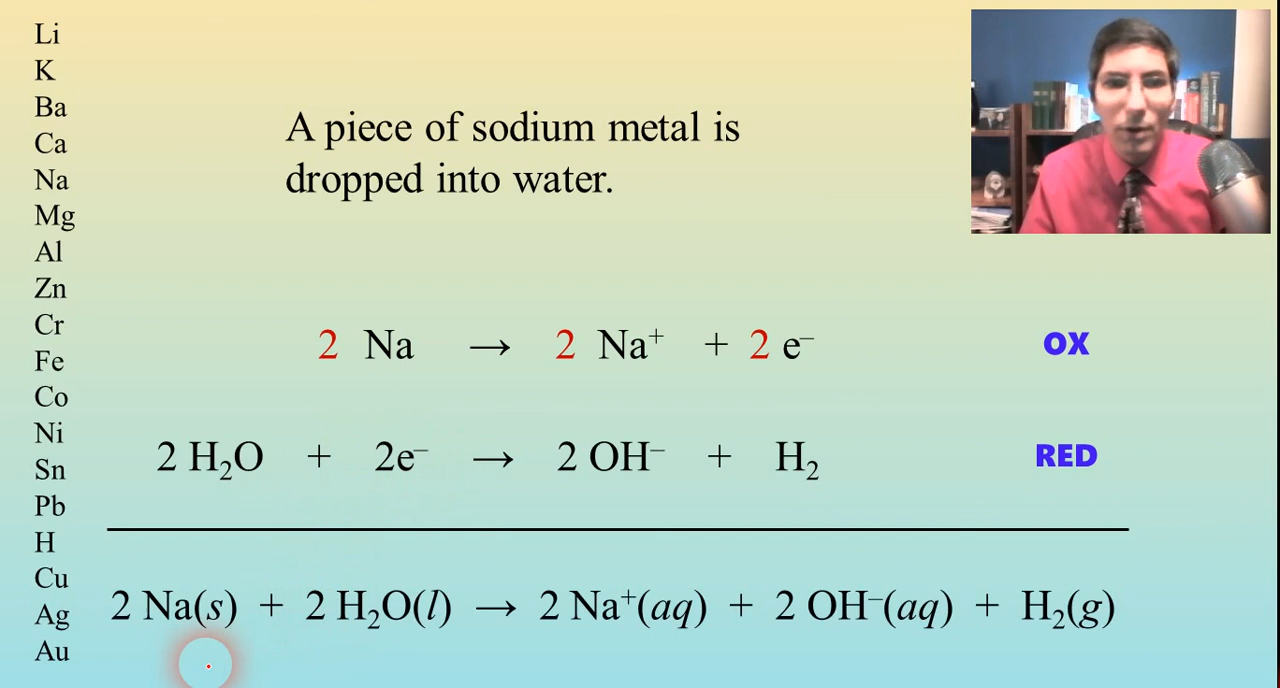 Li
K
Ba
Ca
Na
Mg
Al
Zn
Cr
Fe
Co
Ni
Sn
Pb
H
Cu
Ag
Au
A piece of sodium metal is
dropped into water.
2 Na → 2 Na⁺ + 2 e⁻ OX
2 H₂O + 2e⁻ → 2 OH⁻ + H₂ RED
2 Na(s) + 2 H₂O(l) → 2 Na⁺(aq) + 2 OH⁻(aq) + H₂(g)